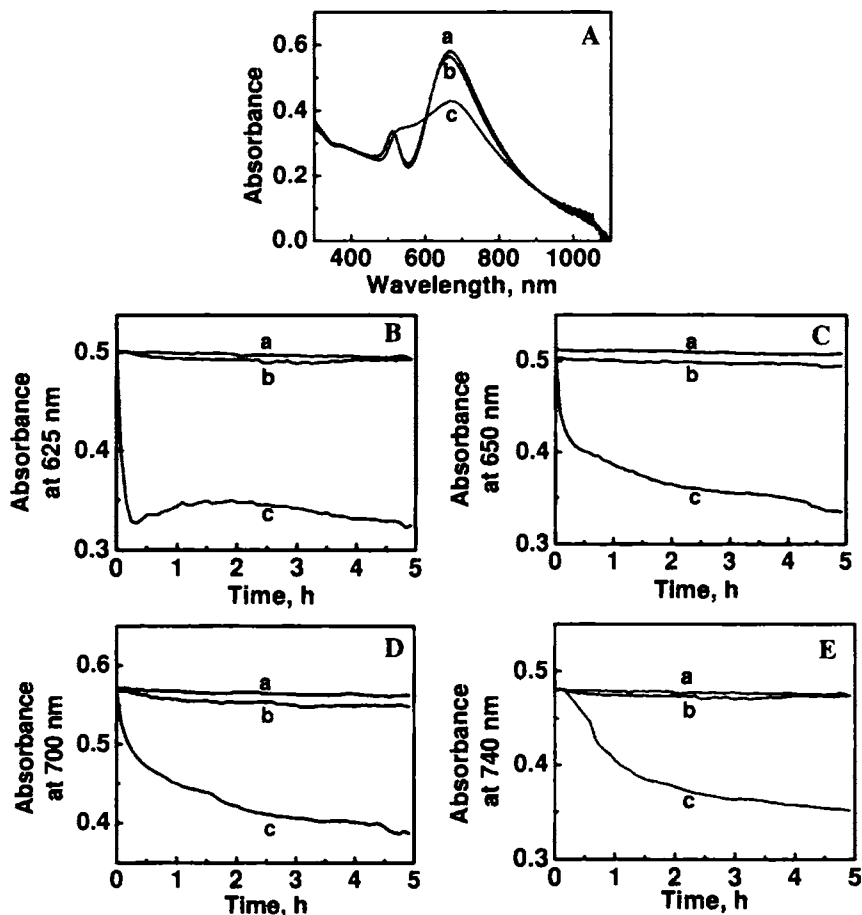 A
a
b
c
0.6
0.4
0.2
0.0
Absorbance
400 600 800 1000
Wavelength, nm
B
a
b
c
0.5
0.4
0.3
Absorbance
at 625 nm
0 1 2 3 4 5
Time, h
C
a
b
c
0.5
0.4
0.3
Absorbance
at 650 nm
0 1 2 3 4 5
Time, h
D
a
b
c
0.6
0.5
0.4
Absorbance
at 700 nm
0 1 2 3 4 5
Time, h
E
a
b
c
0.5
0.4
0.3
Absorbance
at 740 nm
0 1 2 3 4 5
Time, h